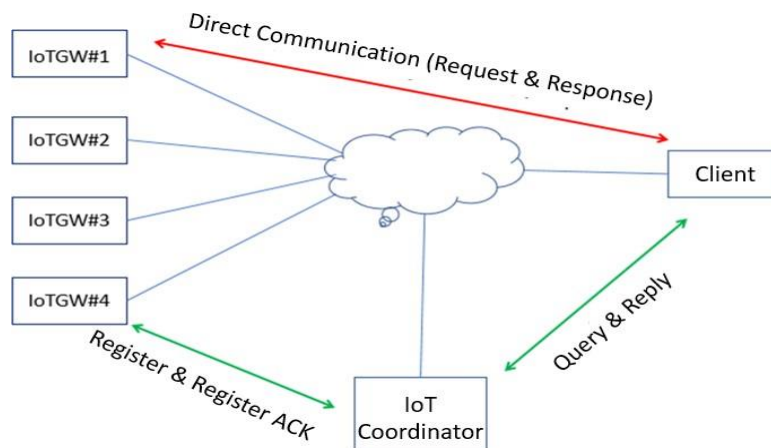 Direct Communication (Request & Response)
IoTGW#1
IoTGW#2
Client
IoTGW#3
IoTGW#4
Query & Reply
Register & Register ACK
IoT
Coordinator